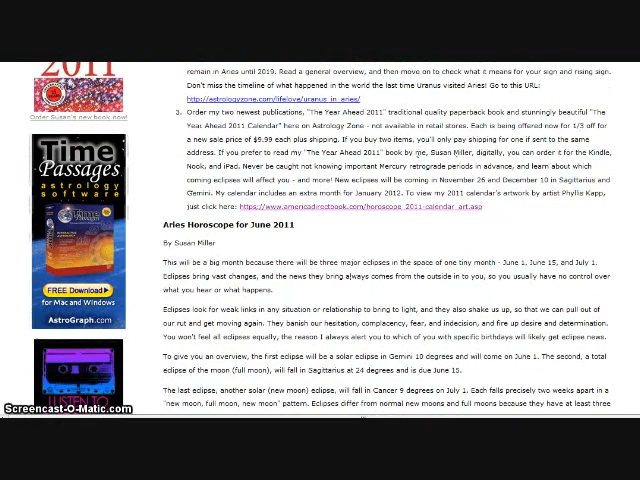 2011
Order Susan's new book now!
Time
Passages
astrology
software
FREE Download
for Mac and Windows
AstroGraph.com
LISTEN TO
remain in Aries until 2019. Read a general overview, and then move on to check what it means for your sign and rising sign.
Don't miss the timeline of what happened in the world the last time Uranus visited Aries! Go to this URL:
http://astrologyzone.com/lifelove/uranus_in_aries/
3. Order my two newest publications, "The Year Ahead 2011" traditional quality paperback book and stunningly beautiful "The
Year Ahead 2011 Calendar" here on Astrology Zone - not available in retail stores. Each is being offered now for 1/3 off for
a new sale price of $9.99 each plus shipping. If you buy two items, you'll only pay shipping for one if sent to the same
address. If you prefer to read my "The Year Ahead 2011" book by me, Susan Miller, digitally, you can order it for the Kindle,
Nook, and iPad. Never be caught not knowing important Mercury retrograde periods in advance, and learn about which
coming eclipses will affect you - and more! New eclipses will be coming in November 26 and December 10 in Sagittarius and
Gemini. My calendar includes an extra month for January 2012. To view my 2011 calendar's artwork by artist Phyllis Kapp,
just click here: https://www.americadirectbook.com/horoscope_2011-calendar_art.asp
Aries Horoscope for June 2011
By Susan Miller
This will be a big month because there will be three major eclipses in the space of one tiny month - June 1, June 15, and July 1.
Eclipses bring vast changes, and the news they bring always comes from the outside in to you, so you usually have no control over
what you hear or what happens.
Eclipses look for weak links in any situation or relationship to bring to light, and they also shake us up, so that we can pull out of
our rut and get moving again. They banish our hesitation, complacency, fear, and indecision, and fire up desire and determination.
You won't feel all eclipses equally, the reason I always alert you to which of you with specific birthdays will likely get eclipse news.
To give you an overview, the first eclipse will be a solar eclipse in Gemini 10 degrees and will come on June 1. The second, a total
eclipse of the moon (full moon), will fall in Sagittarius at 24 degrees and is due June 15.
The last eclipse, another solar (new moon) eclipse, will fall in Cancer 9 degrees on July 1. Each falls precisely two weeks apart in a
"new moon, full moon, new moon" pattern. Eclipses differ from normal new moons and full moons because they have at least three
Screencast-O-Matic.com